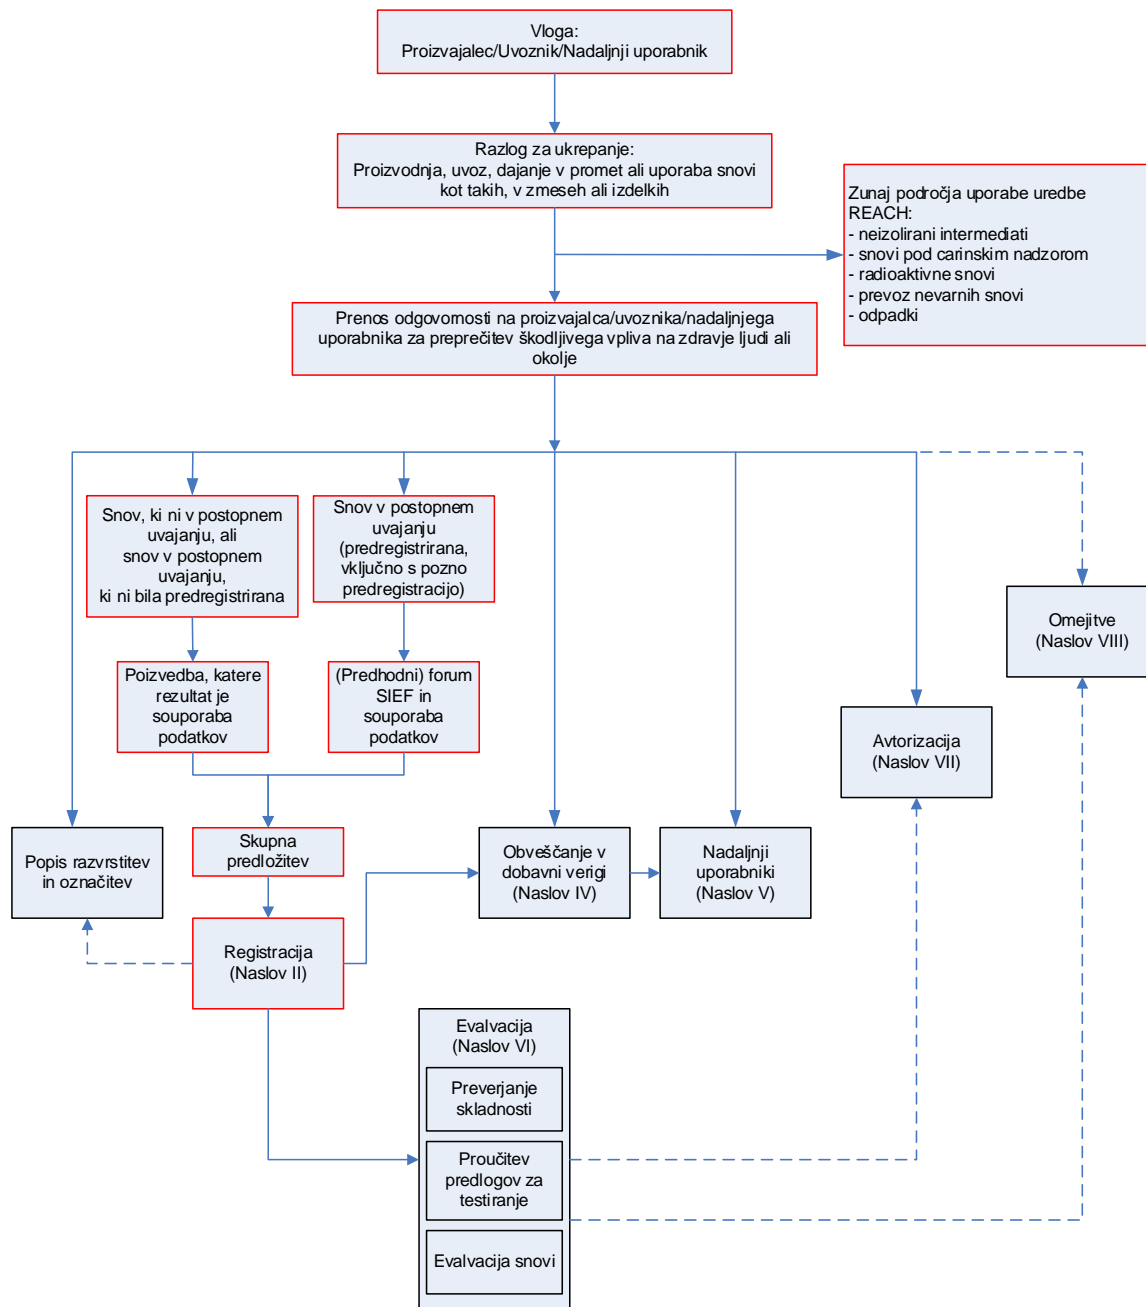 Vloga:
Proizvajalec/Uvoznik/Nadaljnji uporabnik
Razlog za ukrepanje:
Proizvodnja, uvoz, dajanje v promet ali uporaba snovi
kot takih, v zmeseh ali izdelkih
Zunaj področja uporabe uredbe
REACH:
- neizolirani intermediati
- snovi pod carinskim nadzorom
- radioaktivne snovi
- prevoz nevarnih snovi
- odpadki
Prenos odgovornosti na proizvajalca/uvoznika/nadaljnjega
uporabnika za preprečitev škodljivega vpliva na zdravje ljudi ali
okolje
Snov, ki ni v postopnem
uvajanju, ali
snov v postopnem
uvajanju,
ki ni bila predregistrirana
Snov v postopnem
uvajanju
(predregistrirana,
vključno s pozno
predregistracijo)
Omejitve
(Naslov VIII)
Poizvedba, katere
rezultat je
souporaba
podatkov
(Predhodni) forum
SIEF in
souporaba
podatkov
Avtorizacija
(Naslov VII)
Popis razvrstitev
in označitev
Skupna
predložitev
Obveščanje v
dobavni verigi
(Naslov IV)
Nadaljnji
uporabniki
(Naslov V)
Registracija
(Naslov II)
Evalvacija
(Naslov VI)
Preverjanje
skladnosti
Proučitev
predlogov za
testiranje
Evalvacija snovi